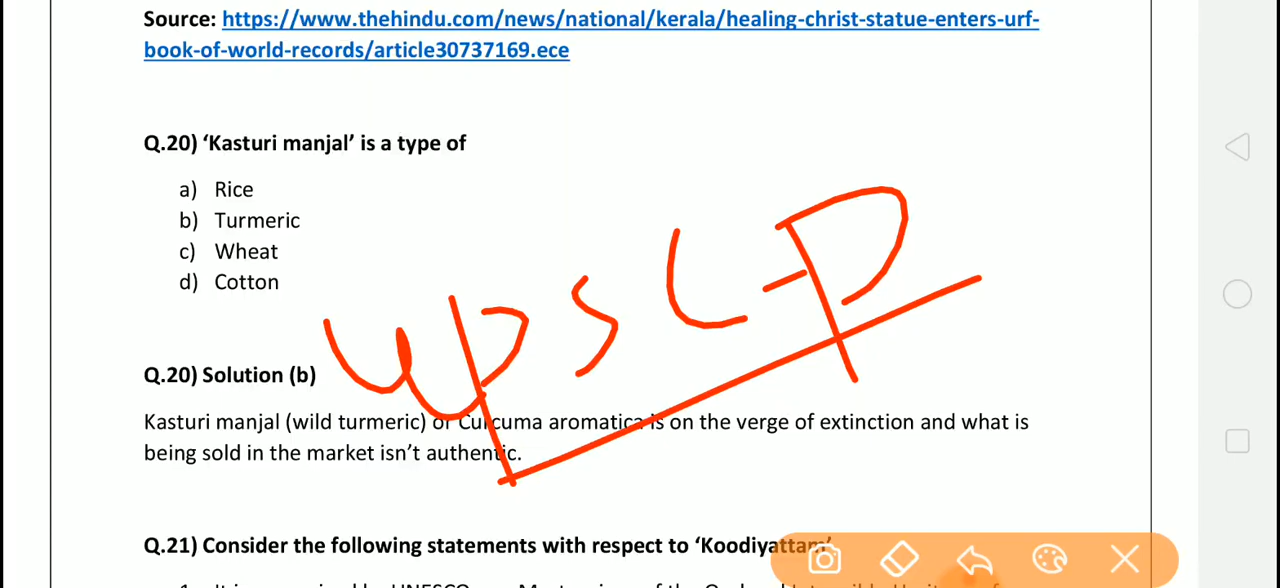 Source: https://www.thehindu.com/news/national/kerala/healing-christ-statue-enters-urf-
book-of-world-records/article30737169.ece
Q.20) ‘Kasturi manjal’ is a type of
a) Rice
b) Turmeric
c) Wheat
d) Cotton
upsc-P
Q.20) Solution (b)
Kasturi manjal (wild turmeric) or Curcuma aromatica is on the verge of extinction and what is
being sold in the market isn’t authentic.
Q.21) Consider the following statements with respect to ‘Koodiyattam’